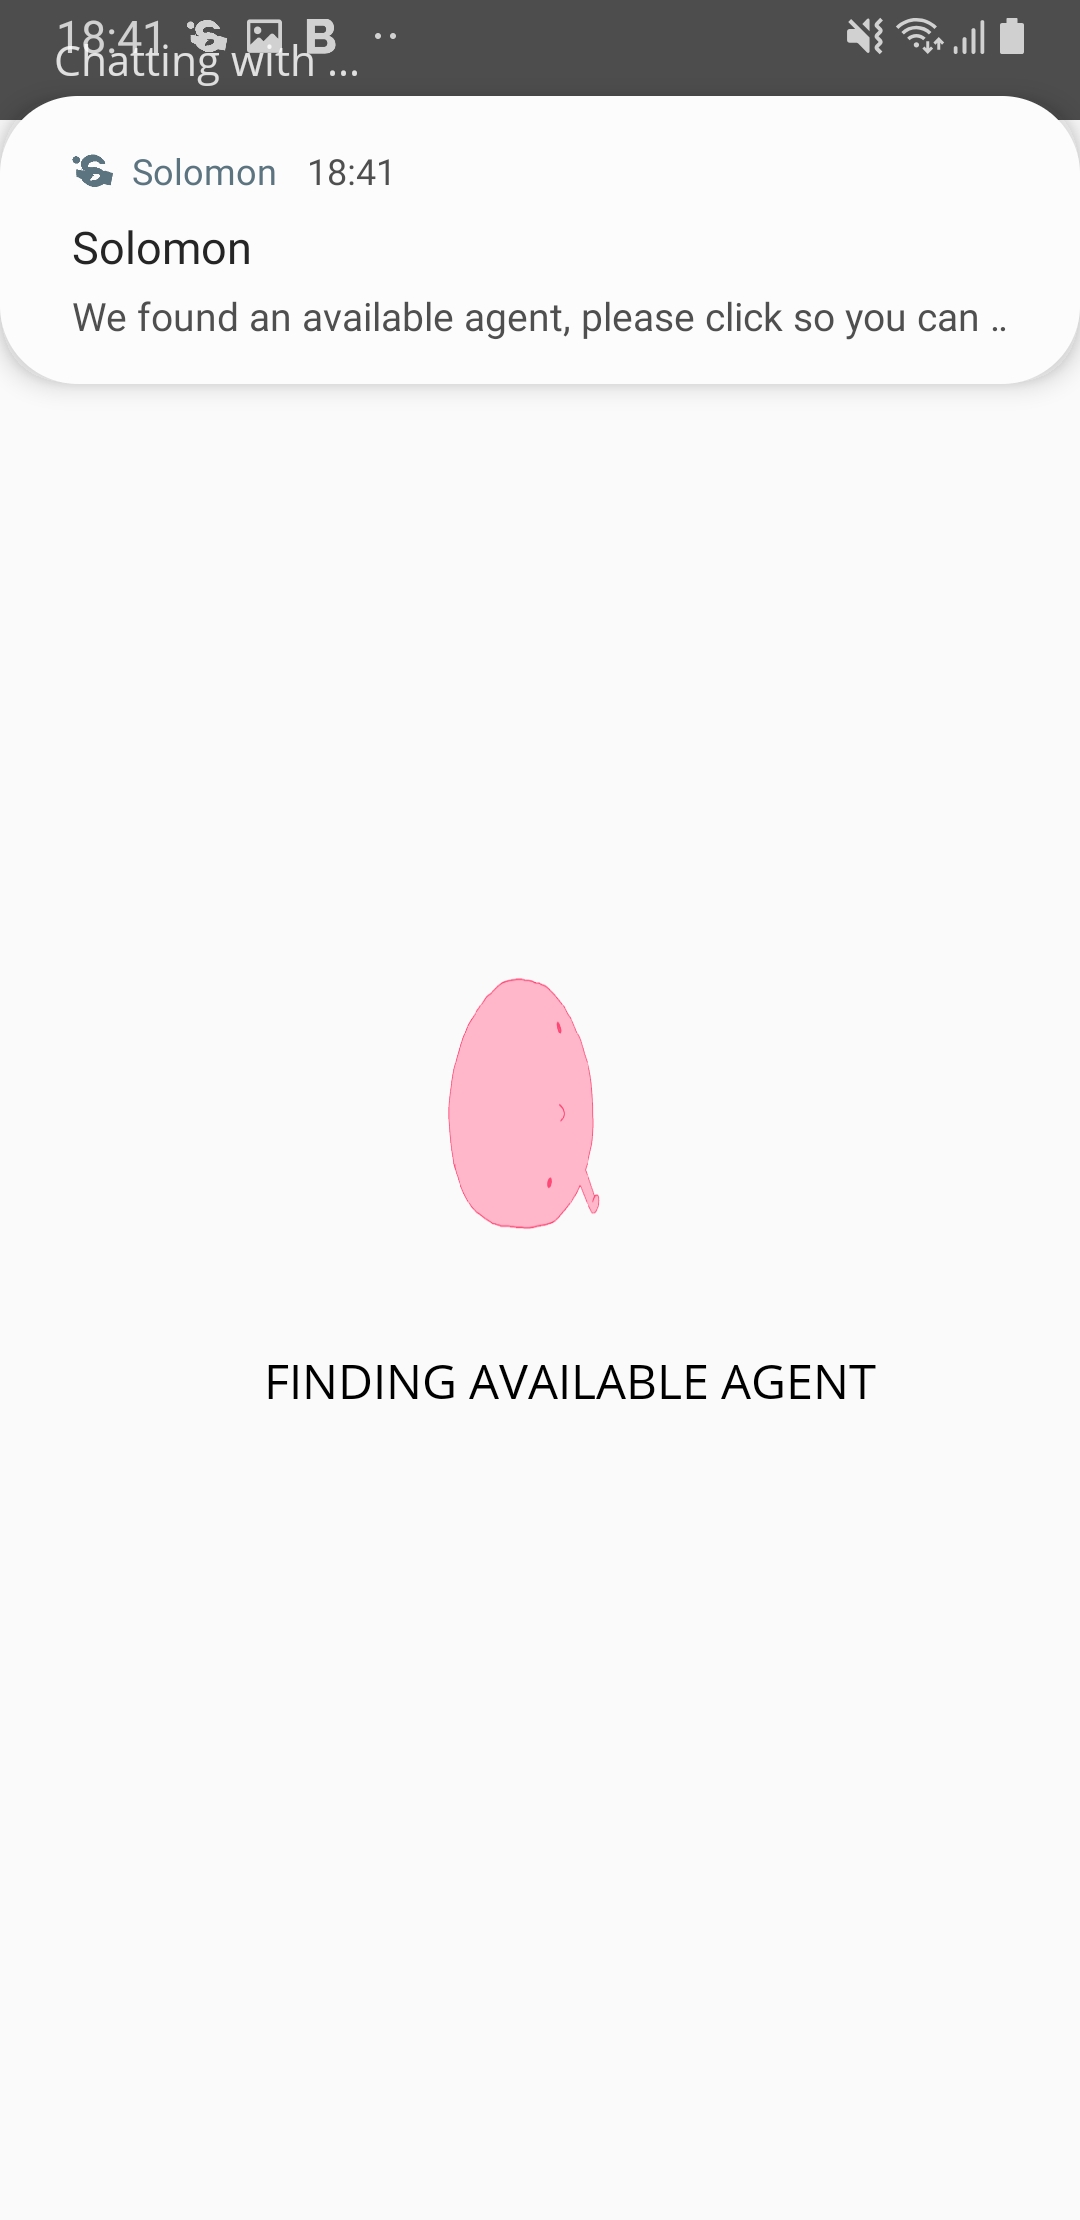 18:41 B
Chatting with ...
Solomon 18:41
Solomon
We found an available agent, please click so you can ..
FINDING AVAILABLE AGENT